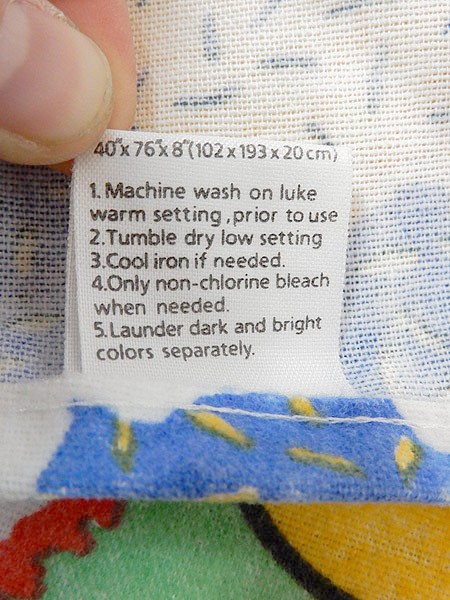 40"x 76"x 8"(102 x 193 x 20 cm)
1. Machine wash on luke
warm setting ,prior to use
2.Tumble dry low setting
3.Cool iron if needed.
4.Only non-chlorine bleach
when needed.
5.Launder dark and bright
colors separately.